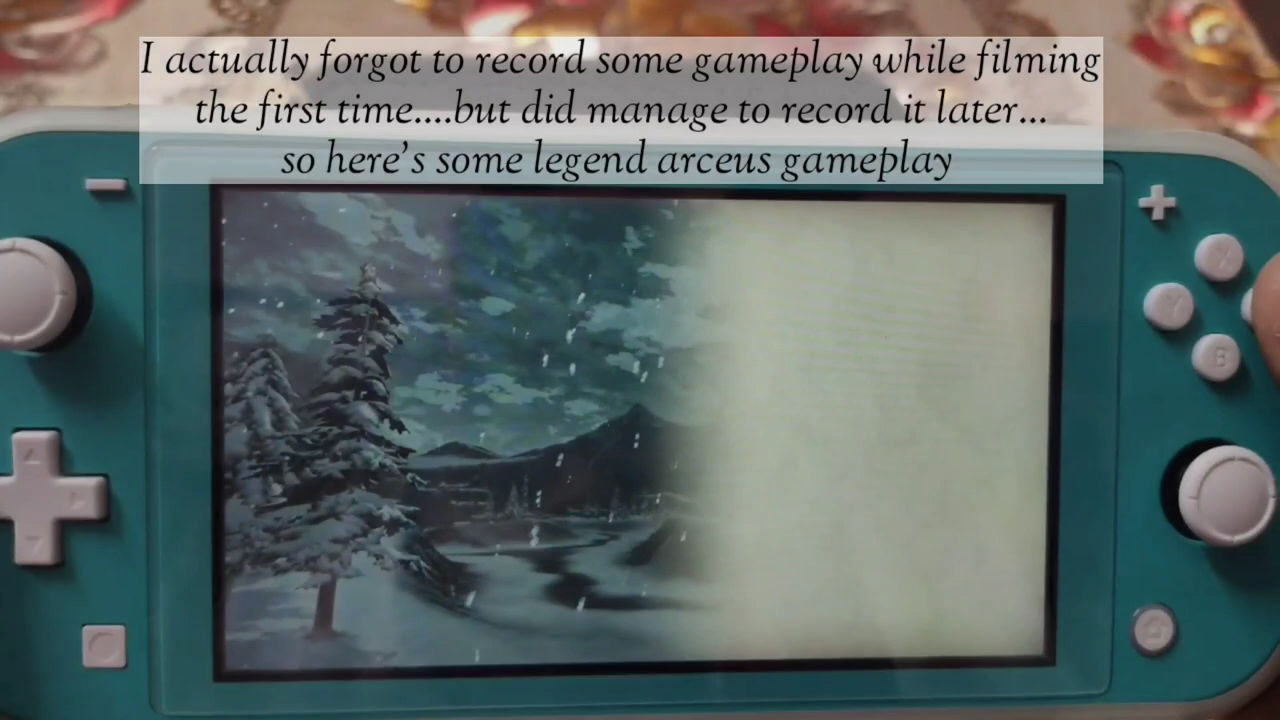 I actually forgot to record some gameplay while filming
the first time....but did manage to record it later...
so here's some legend arceus gameplay
Y
B